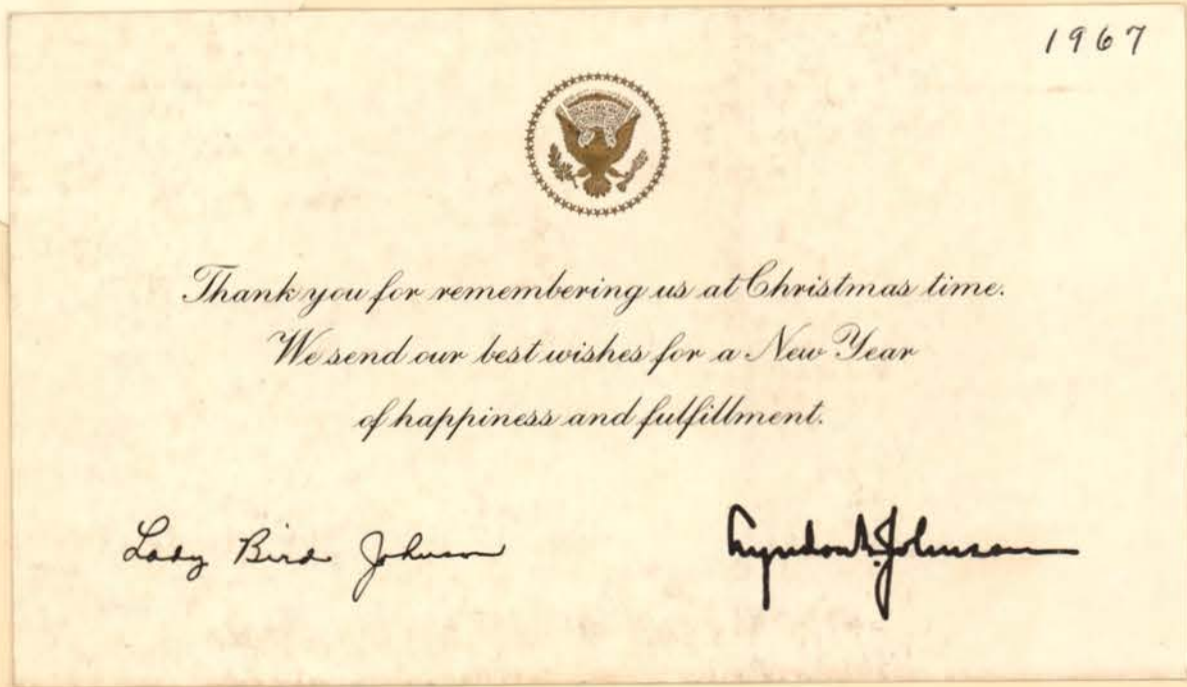 1967
Thank you for remembering us at Christmas time.
We send our best wishes for a New Year
of happiness and fulfillment.
Lady Bird Johnson
Lyndon B. Johnson